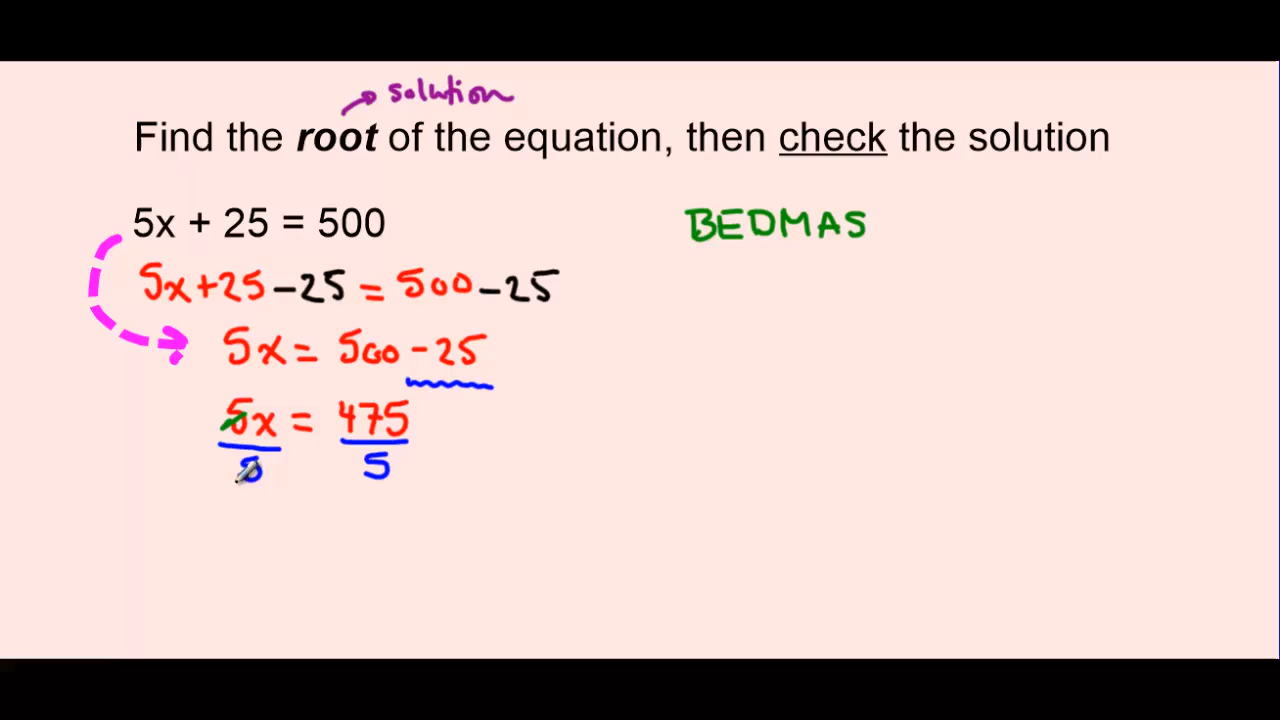 solution
Find the root of the equation, then check the solution
5x + 25 = 500
BEDMAS
5x+25-25 = 500-25
5x = 500-25
5x = 475
5 5